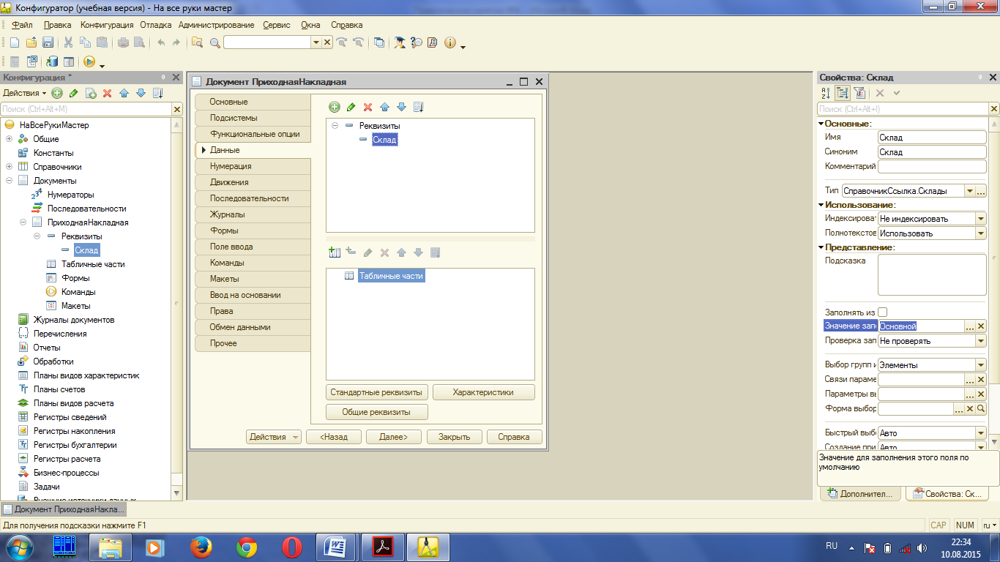 Конфигуратор (учебная версия) - На все руки мастер
Файл Правка Конфигурация Отладка Администрирование Сервис Окна Справка
Конфигурация *
Действия
Поиск (Ctrl+Alt+M)
НаВсеРукиМастер
Общие
Константы
Справочники
Документы
Нумераторы
Последовательности
ПриходнаяНакладная
Реквизиты
Склад
Табличные части
Формы
Команды
Макеты
Журналы документов
Перечисления
Отчеты
Обработки
Планы видов характеристик
Планы счетов
Планы видов расчета
Регистры сведений
Регистры накопления
Регистры бухгалтерии
Регистры расчета
Бизнес-процессы
Задачи
Внешние источники данных
Документ ПриходнаяНакладная
Основные
Подсистемы
Функциональные опции
Данные
Нумерация
Движения
Последовательности
Журналы
Формы
Поле ввода
Команды
Макеты
Ввод на основании
Права
Обмен данными
Прочее
Реквизиты
Склад
Табличные части
Стандартные реквизиты Характеристики
Общие реквизиты
Действия <Назад Далее> Закрыть Справка
Свойства: Склад
Поиск (Ctrl+Alt+I)
Основные:
Имя Склад
Синоним Склад
Комментарий
Тип СправочникСсылка.Склады ...
Использование:
Индексироват Не индексировать
Полнотекстов Использовать
Представление:
Подсказка
Заполнять из
Значение запо Основной ...
Проверка зап Не проверять
Выбор групп и Элементы
Связи параме ...
Параметры вы ...
Форма выбор ...
Быстрый выбо Авто
Создание при Авто
Значение для заполнения этого поля по
умолчанию
Дополнител... Свойства: Ск...
Документ ПриходнаяНакла...
Для получения подсказки нажмите F1 CAP NUM ru
RU 22:34
10.08.2015